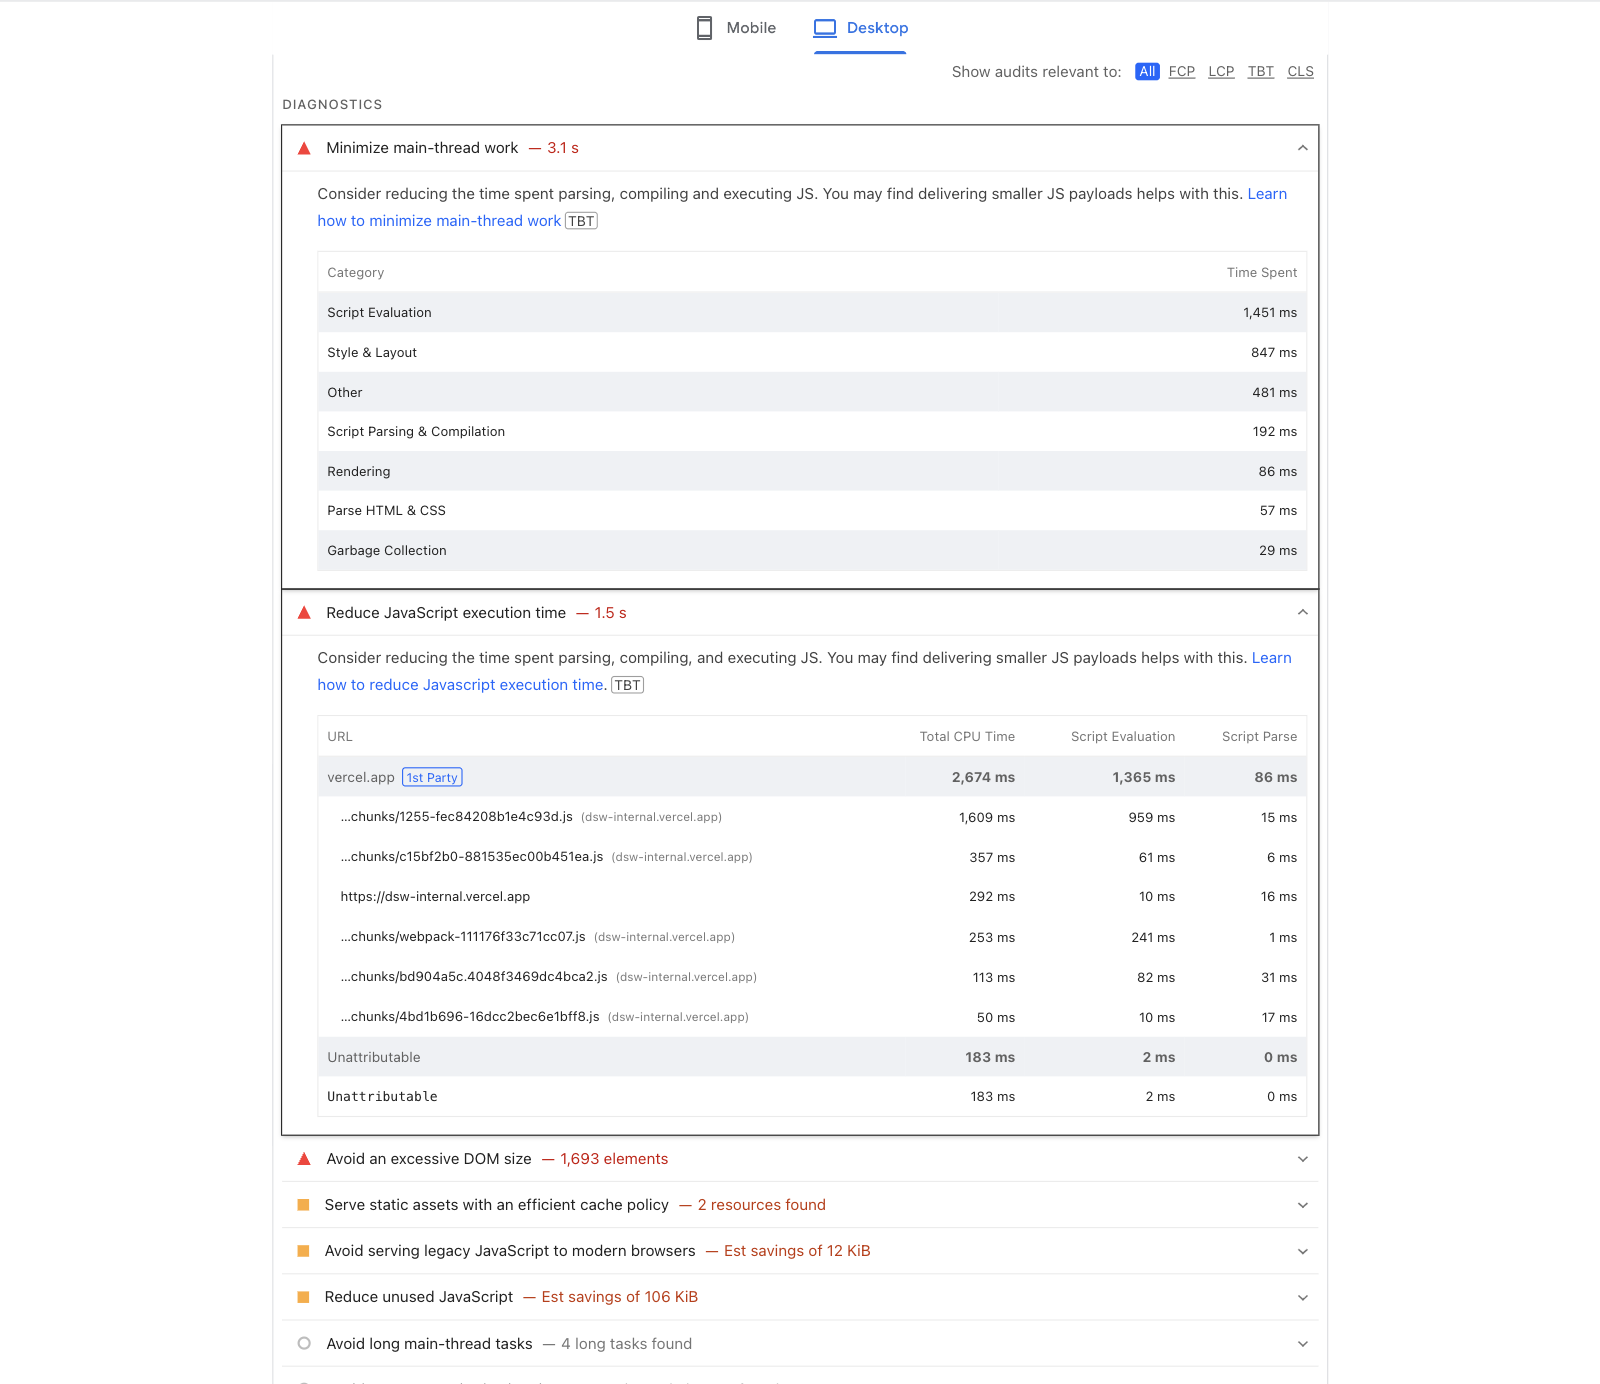 Mobile Desktop
Show audits relevant to: All FCP LCP TBT CLS
DIAGNOSTICS
Minimize main-thread work — 3.1 s
Consider reducing the time spent parsing, compiling and executing JS. You may find delivering smaller JS payloads helps with this. Learn
how to minimize main-thread work TBT
Category Time Spent
Script Evaluation 1,451 ms
Style & Layout 847 ms
Other 481 ms
Script Parsing & Compilation 192 ms
Rendering 86 ms
Parse HTML & CSS 57 ms
Garbage Collection 29 ms
Reduce JavaScript execution time — 1.5 s
Consider reducing the time spent parsing, compiling, and executing JS. You may find delivering smaller JS payloads helps with this. Learn
how to reduce Javascript execution time. TBT
URL Total CPU Time Script Evaluation Script Parse
vercel.app 1st Party 2,674 ms 1,365 ms 86 ms
…chunks/1255-fec84208b1e4c93d.js (dsw-internal.vercel.app) 1,609 ms 959 ms 15 ms
…chunks/c15bf2b0-881535ec00b451ea.js (dsw-internal.vercel.app) 357 ms 61 ms 6 ms
https://dsw-internal.vercel.app 292 ms 10 ms 16 ms
…chunks/webpack-111176f33c71cc07.js (dsw-internal.vercel.app) 253 ms 241 ms 1 ms
…chunks/bd904a5c.4048f3469dc4bca2.js (dsw-internal.vercel.app) 113 ms 82 ms 31 ms
…chunks/4bd1b696-16dcc2bec6e1bff8.js (dsw-internal.vercel.app) 50 ms 10 ms 17 ms
Unattributable 183 ms 2 ms 0 ms
Unattributable 183 ms 2 ms 0 ms
Avoid an excessive DOM size — 1,693 elements
Serve static assets with an efficient cache policy — 2 resources found
Avoid serving legacy JavaScript to modern browsers — Est savings of 12 KiB
Reduce unused JavaScript — Est savings of 106 KiB
Avoid long main-thread tasks — 4 long tasks found